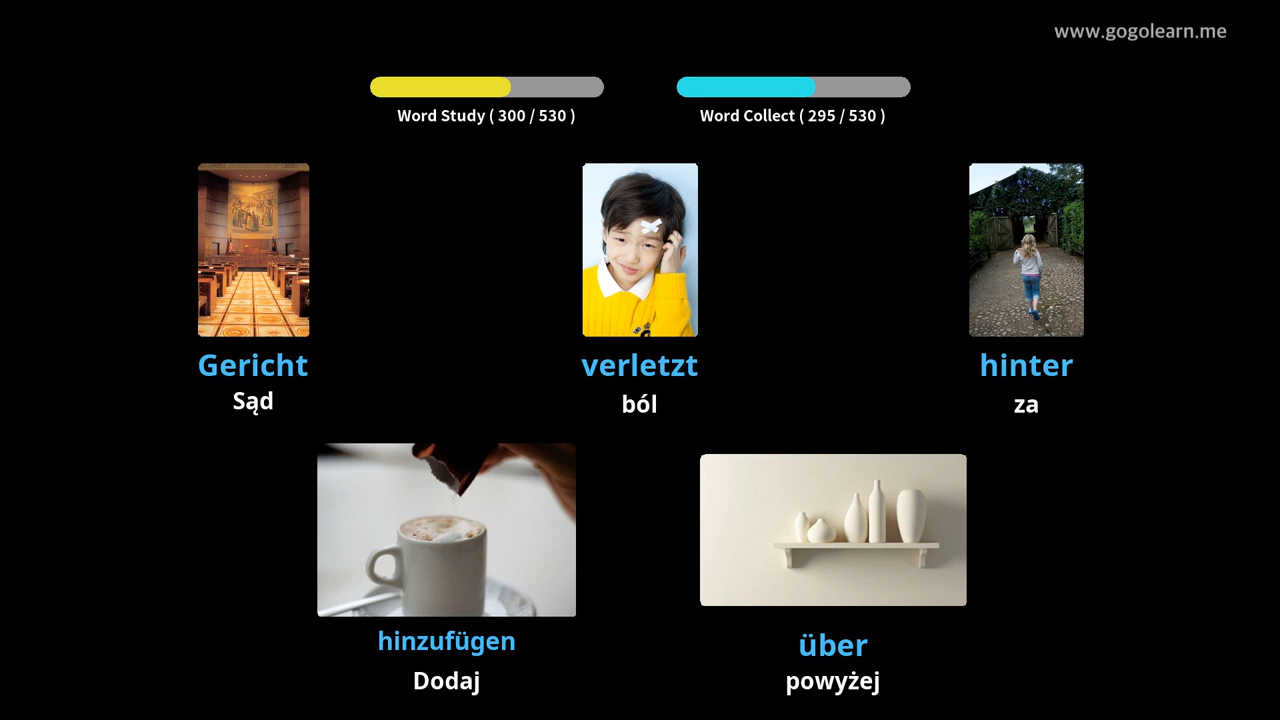 www.gogolearn.me
Word Study ( 300 / 530 )
Word Collect ( 295 / 530 )
Gericht
Sąd
verletzt
ból
hinter
za
hinzufügen
Dodaj
über
powyżej